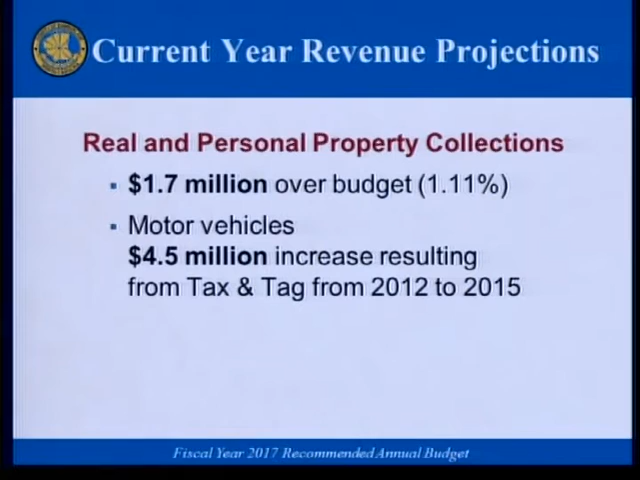 Current Year Revenue Projections
Real and Personal Property Collections
▪ $1.7 million over budget (1.11%)
▪ Motor vehicles
$4.5 million increase resulting
from Tax & Tag from 2012 to 2015
Fiscal Year 2017 Recommended Annual Budget